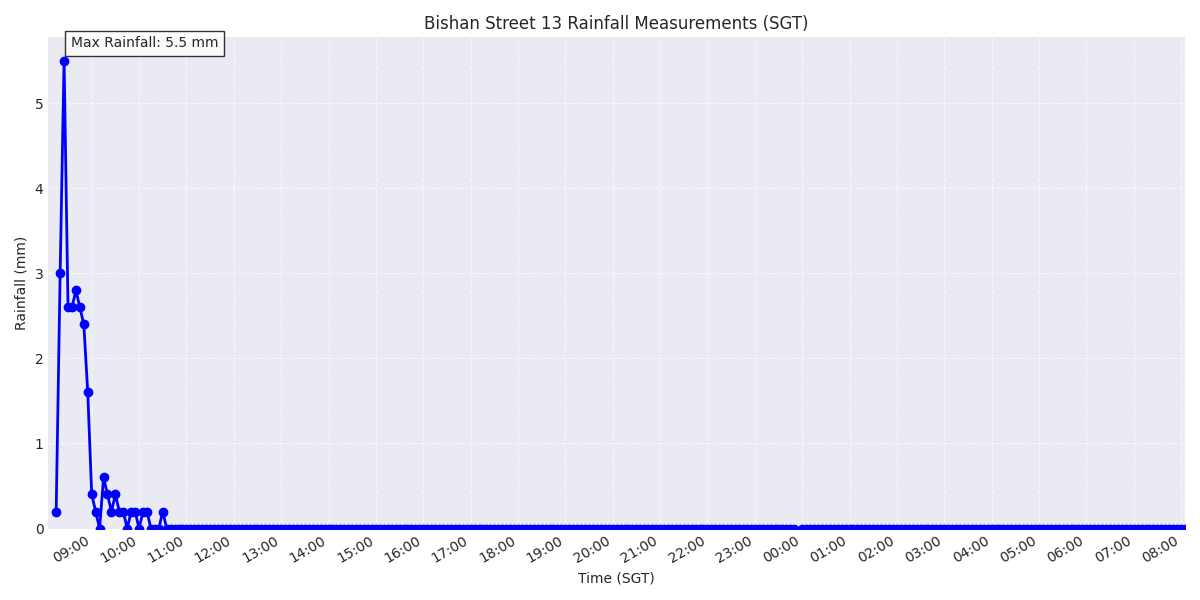 Bishan Street 13 Rainfall Measurements (SGT)
Max Rainfall: 5.5 mm
Rainfall (mm)
5
4
3
2
1
0
09:00 10:00 11:00 12:00 13:00 14:00 15:00 16:00 17:00 18:00 19:00 20:00 21:00 22:00 23:00 00:00 01:00 02:00 03:00 04:00 05:00 06:00 07:00 08:00
Time (SGT)